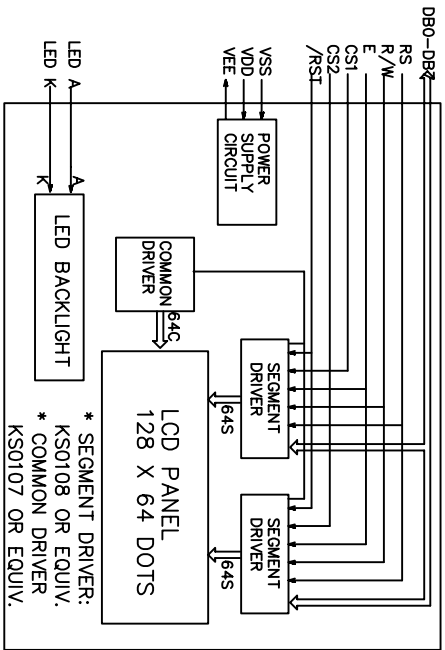 DB0-DB7
RS
R/W
E
CS1
CS2
/RST
VSS
VDD
VEE
LED A
LED K
POWER
SUPPLY
CIRCUIT
A
K
LED BACKLIGHT
COMMON
DRIVER
64C
SEGMENT
DRIVER
64S
SEGMENT
DRIVER
64S
LCD PANEL
128 X 64 DOTS
* SEGMENT DRIVER:
KS0108 OR EQUIV.
* COMMON DRIVER
KS0107 OR EQUIV.